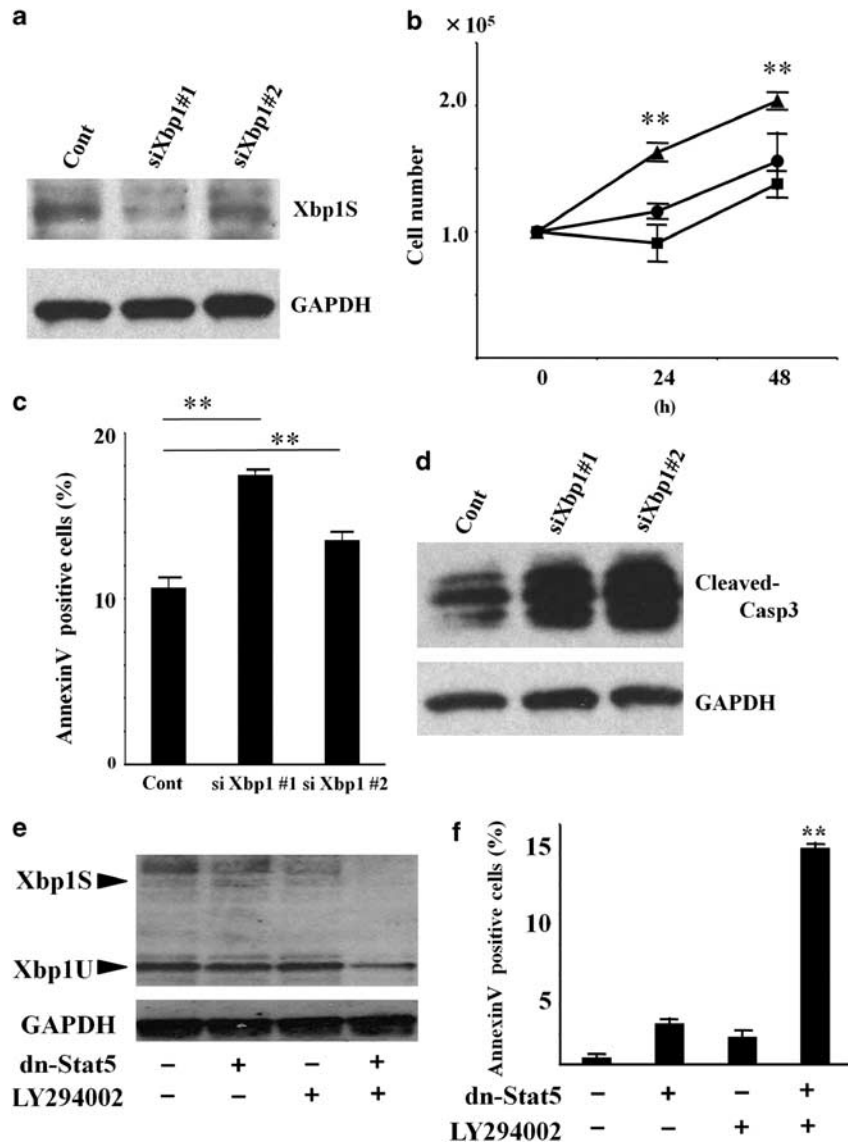 a
Cont
siXbp1#1
siXbp1#2
Xbp1S
GAPDH
b
× 10⁵
2.0
1.0
Cell number
**
**
0
24
48
(h)
c
20
10
0
AnnexinV positive cells (%)
**
**
Cont
si Xbp1 #1
si Xbp1 #2
d
Cont
siXbp1#1
siXbp1#2
Cleaved-
Casp3
GAPDH
e
Xbp1S
Xbp1U
GAPDH
dn-Stat5 − + − +
LY294002 − − + +
f
15
10
5
AnnexinV positive cells (%)
**
dn-Stat5 − + − +
LY294002 − − + +